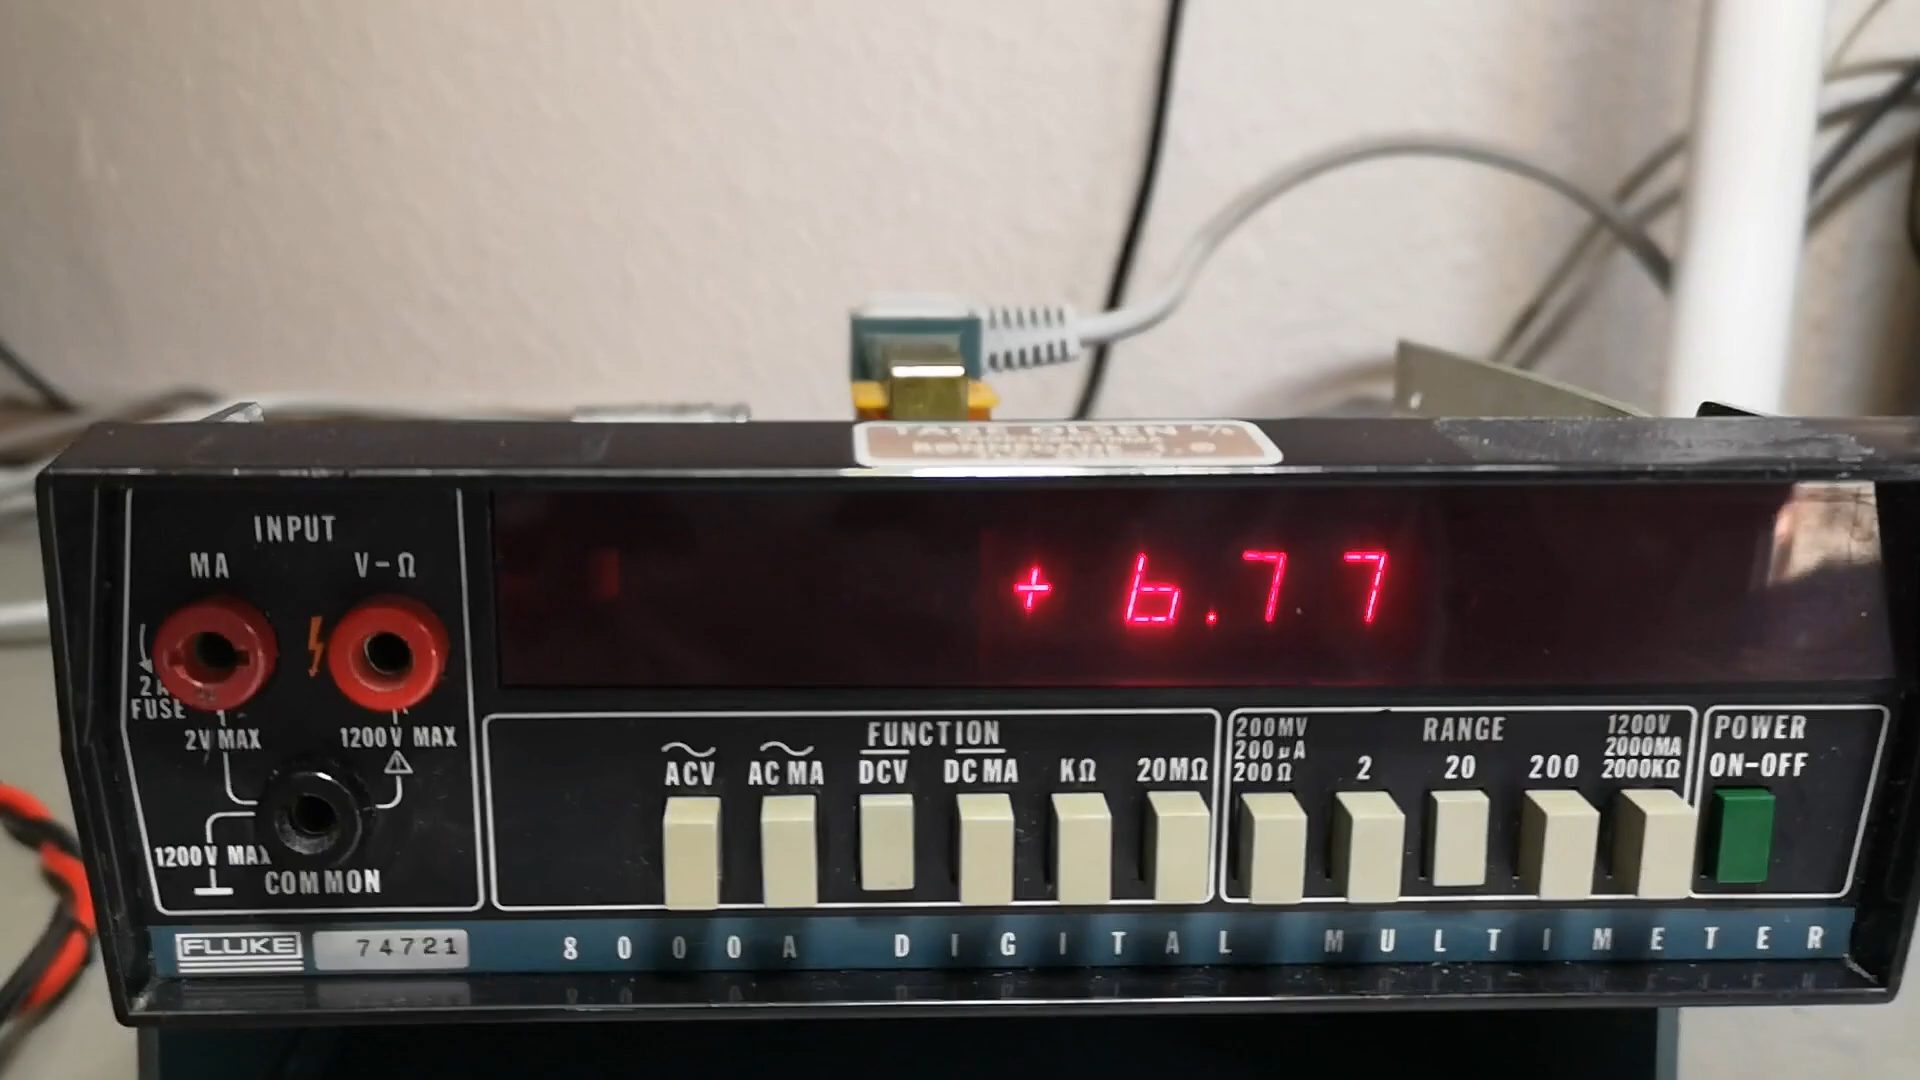 TAGE OLSEN A/S
INPUT
MA V-Ω
2A
FUSE
2V MAX 1200V MAX
1200V MAX
COMMON
+ 6.77
FUNCTION
ACV AC MA DCV DC MA KΩ 20MΩ
RANGE
200MV
200µA
200Ω
2 20 200
1200V
2000MA
2000KΩ
POWER
ON-OFF
FLUKE 74721 8000A DIGITAL MULTIMETER